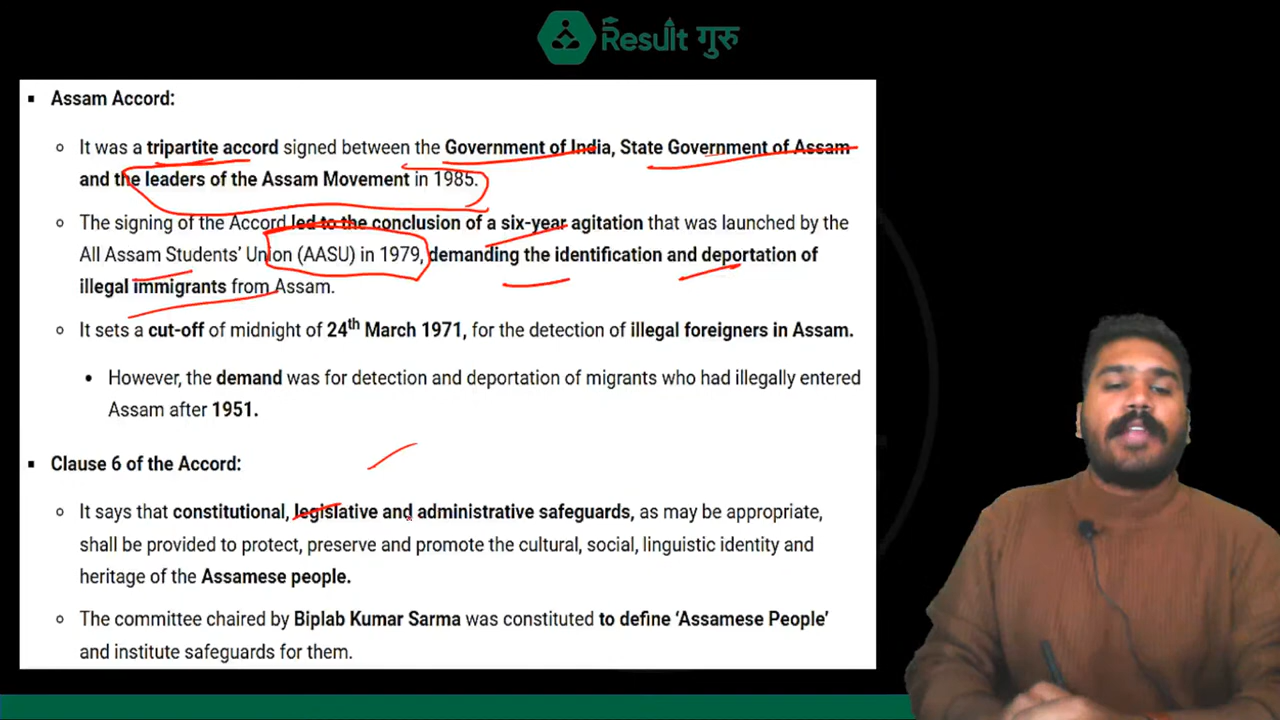 Result गुरु
Assam Accord:
It was a tripartite accord signed between the Government of India, State Government of Assam
and the leaders of the Assam Movement in 1985.
The signing of the Accord led to the conclusion of a six-year agitation that was launched by the
All Assam Students' Union (AASU) in 1979, demanding the identification and deportation of
illegal immigrants from Assam.
It sets a cut-off of midnight of 24th March 1971, for the detection of illegal foreigners in Assam.
However, the demand was for detection and deportation of migrants who had illegally entered
Assam after 1951.
Clause 6 of the Accord:
It says that constitutional, legislative and administrative safeguards, as may be appropriate,
shall be provided to protect, preserve and promote the cultural, social, linguistic identity and
heritage of the Assamese people.
The committee chaired by Biplab Kumar Sarma was constituted to define 'Assamese People'
and institute safeguards for them.